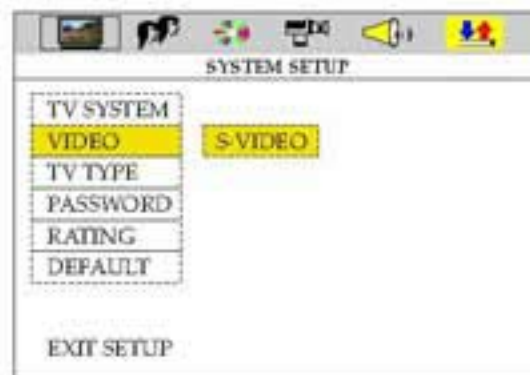 SYSTEM SETUP
TV SYSTEM
VIDEO S-VIDEO
TV TYPE
PASSWORD
RATING
DEFAULT
EXIT SETUP